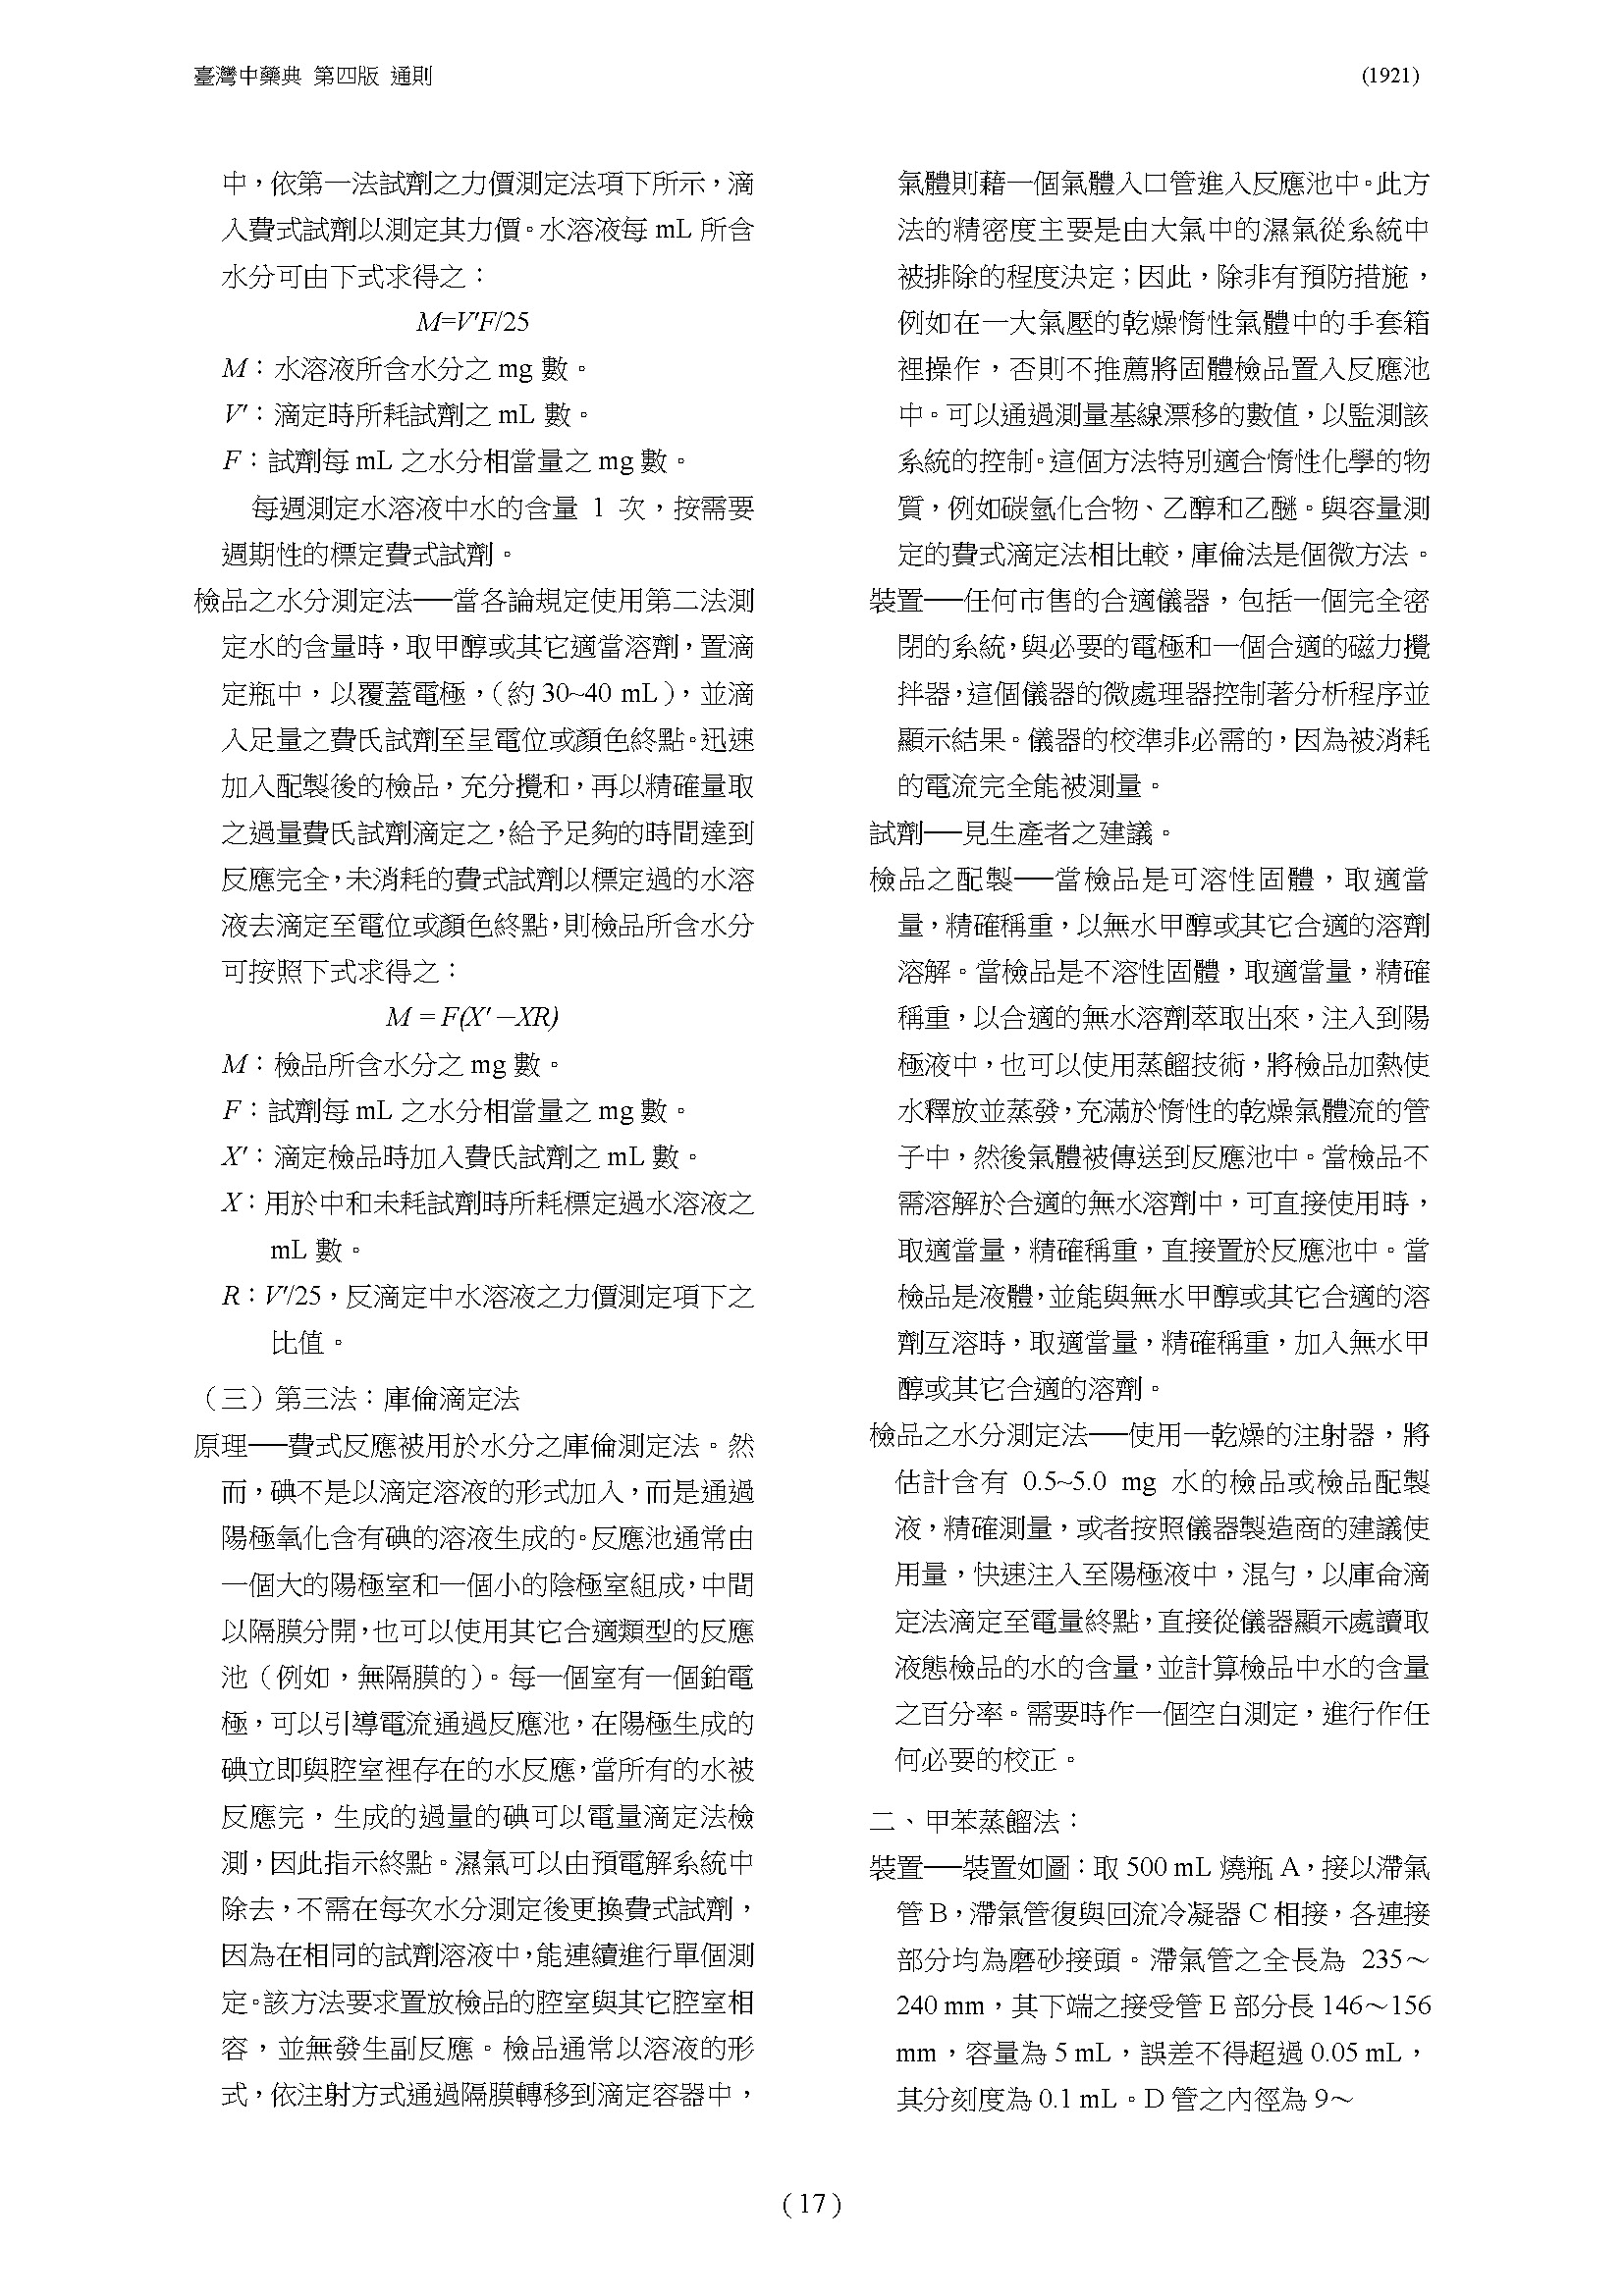 臺灣中藥典 第四版 通則
(1921)
中，依第一法試劑之力價測定法項下所示，滴
入費式試劑以測定其力價。水溶液每 mL 所含
水分可由下式求得之：
M=V'F/25
M：水溶液所含水分之 mg 數。
V'：滴定時所耗試劑之 mL 數。
F：試劑每 mL 之水分相當量之 mg 數。
每週測定水溶液中水的含量 1 次，按需要
週期性的標定費式試劑。
檢品之水分測定法──當各論規定使用第二法測
定水的含量時，取甲醇或其它適當溶劑，置滴
定瓶中，以覆蓋電極，（約 30~40 mL），並滴
入足量之費氏試劑至呈電位或顏色終點。迅速
加入配製後的檢品，充分攪和，再以精確量取
之過量費氏試劑滴定之，給予足夠的時間達到
反應完全，未消耗的費式試劑以標定過的水溶
液去滴定至電位或顏色終點，則檢品所含水分
可按照下式求得之：
M = F(X' –XR)
M：檢品所含水分之 mg 數。
F：試劑每 mL 之水分相當量之 mg 數。
X'：滴定檢品時加入費氏試劑之 mL 數。
X：用於中和未耗試劑時所耗標定過水溶液之
mL 數。
R：V'/25，反滴定中水溶液之力價測定項下之
比值。
（三）第三法：庫倫滴定法
原理──費式反應被用於水分之庫倫測定法。然
而，碘不是以滴定溶液的形式加入，而是通過
陽極氧化含有碘的溶液生成的。反應池通常由
一個大的陽極室和一個小的陰極室組成，中間
以隔膜分開，也可以使用其它合適類型的反應
池（例如，無隔膜的）。每一個室有一個鉑電
極，可以引導電流通過反應池，在陽極生成的
碘立即與腔室裡存在的水反應，當所有的水被
反應完，生成的過量的碘可以電量滴定法檢
測，因此指示終點。濕氣可以由預電解系統中
除去，不需在每次水分測定後更換費式試劑，
因為在相同的試劑溶液中，能連續進行單個測
定。該方法要求置放檢品的腔室與其它腔室相
容，並無發生副反應。檢品通常以溶液的形
式，依注射方式通過隔膜轉移到滴定容器中，
氣體則藉一個氣體入口管進入反應池中。此方
法的精密度主要是由大氣中的濕氣從系統中
被排除的程度決定；因此，除非有預防措施，
例如在一大氣壓的乾燥惰性氣體中的手套箱
裡操作，否則不推薦將固體檢品置入反應池
中。可以通過測量基線漂移的數值，以監測該
系統的控制。這個方法特別適合惰性化學的物
質，例如碳氫化合物、乙醇和乙醚。與容量測
定的費式滴定法相比較，庫倫法是個微方法。
裝置──任何市售的合適儀器，包括一個完全密
閉的系統，與必要的電極和一個合適的磁力攪
拌器，這個儀器的微處理器控制著分析程序並
顯示結果。儀器的校準非必需的，因為被消耗
的電流完全能被測量。
試劑──見生產者之建議。
檢品之配製──當檢品是可溶性固體，取適當
量，精確稱重，以無水甲醇或其它合適的溶劑
溶解。當檢品是不溶性固體，取適當量，精確
稱重，以合適的無水溶劑萃取出來，注入到陽
極液中，也可以使用蒸餾技術，將檢品加熱使
水釋放並蒸發，充滿於惰性的乾燥氣體流的管
子中，然後氣體被傳送到反應池中。當檢品不
需溶解於合適的無水溶劑中，可直接使用時，
取適當量，精確稱重，直接置於反應池中。當
檢品是液體，並能與無水甲醇或其它合適的溶
劑互溶時，取適當量，精確稱重，加入無水甲
醇或其它合適的溶劑。
檢品之水分測定法──使用一乾燥的注射器，將
估計含有 0.5~5.0 mg 水的檢品或檢品配製
液，精確測量，或者按照儀器製造商的建議使
用量，快速注入至陽極液中，混勻，以庫侖滴
定法滴定至電量終點，直接從儀器顯示處讀取
液態檢品的水的含量，並計算檢品中水的含量
之百分率。需要時作一個空白測定，進行作任
何必要的校正。
二、甲苯蒸餾法：
裝置──裝置如圖：取 500 mL 燒瓶 A，接以滯氣
管 B，滯氣管復與回流冷凝器 C 相接，各連接
部分均為磨砂接頭。滯氣管之全長為 235～
240 mm，其下端之接受管 E 部分長 146～156
mm，容量為 5 mL，誤差不得超過 0.05 mL，
其分刻度為 0.1 mL。D 管之內徑為 9～
( 17 )